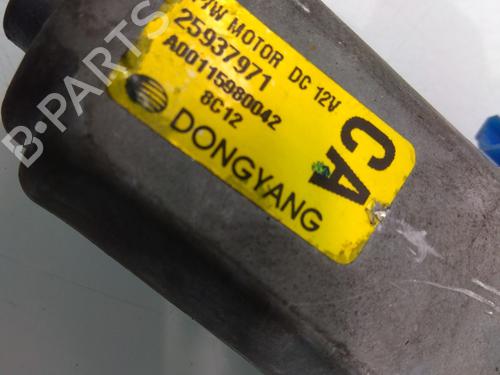 P/W MOTOR DC 12V
25937971
A00115980042
8C12
DONGYANG
CA
B-PARTS